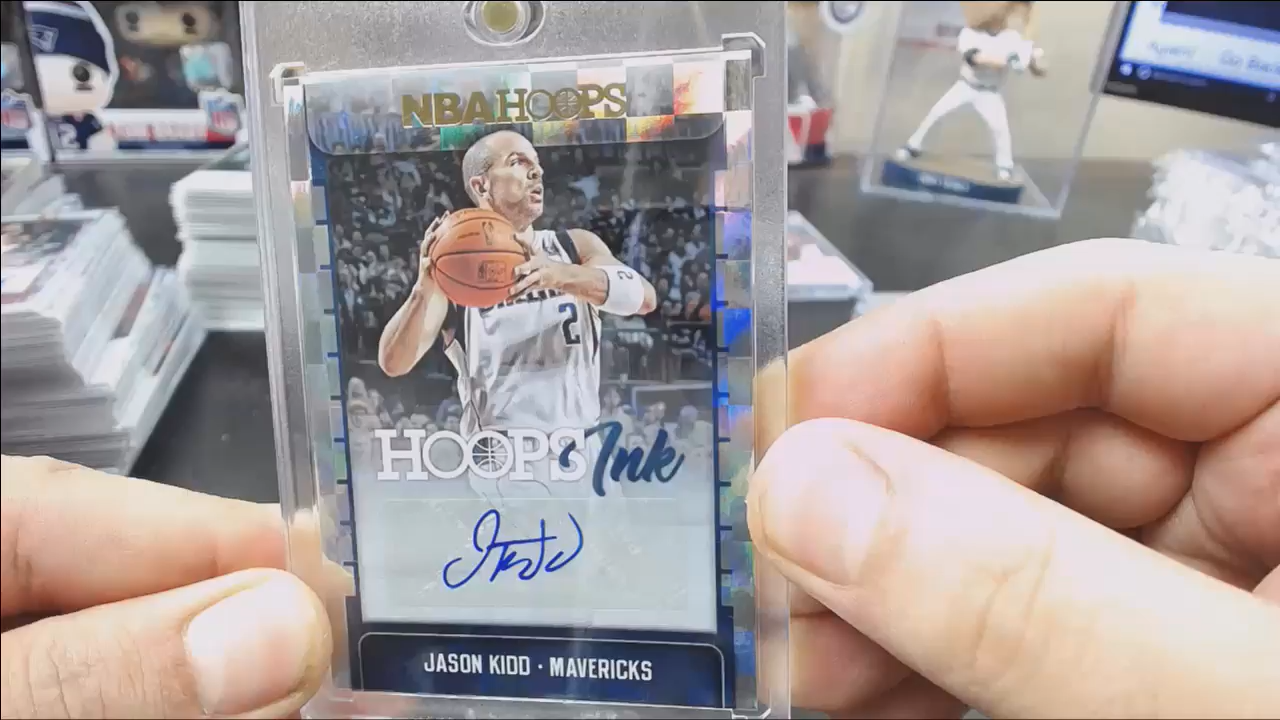 NBA HOOPS
2
2
HOOPS Ink
JASON KIDD · MAVERICKS